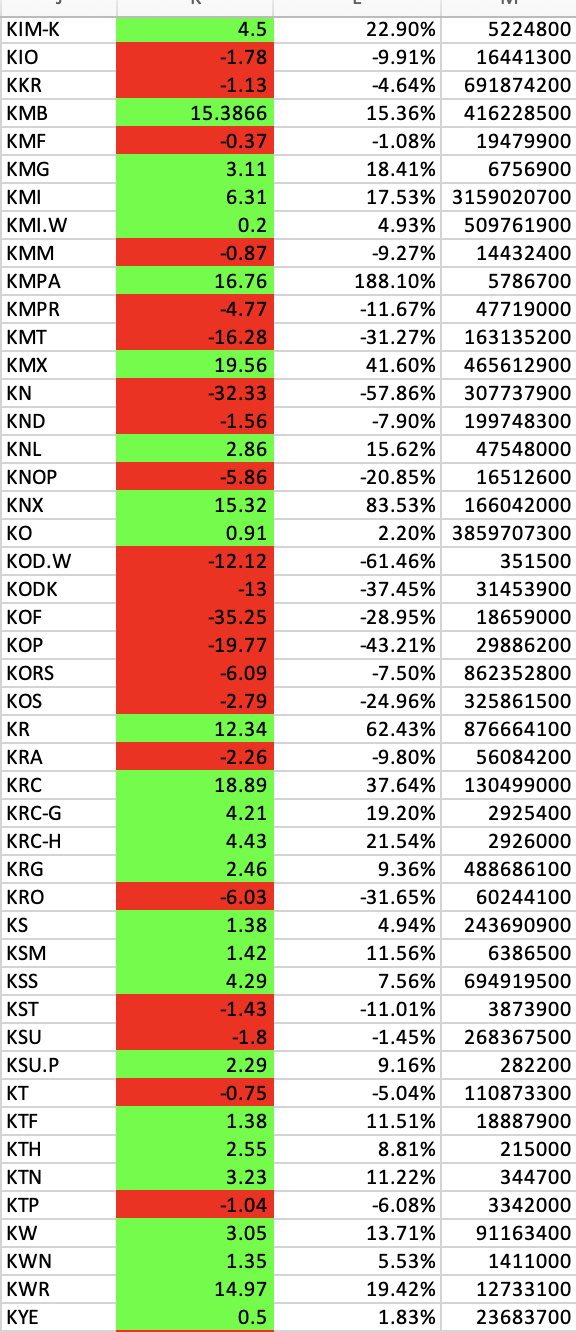 KIM-K 4.5 22.90% 5224800
KIO -1.78 -9.91% 16441300
KKR -1.13 -4.64% 691874200
KMB 15.3866 15.36% 416228500
KMF -0.37 -1.08% 19479900
KMG 3.11 18.41% 6756900
KMI 6.31 17.53% 3159020700
KMI.W 0.2 4.93% 509761900
KMM -0.87 -9.27% 14432400
KMPA 16.76 188.10% 5786700
KMPR -4.77 -11.67% 47719000
KMT -16.28 -31.27% 163135200
KMX 19.56 41.60% 465612900
KN -32.33 -57.86% 307737900
KND -1.56 -7.90% 199748300
KNL 2.86 15.62% 47548000
KNOP -5.86 -20.85% 16512600
KNX 15.32 83.53% 166042000
KO 0.91 2.20% 3859707300
KOD.W -12.12 -61.46% 351500
KODK -13 -37.45% 31453900
KOF -35.25 -28.95% 18659000
KOP -19.77 -43.21% 29886200
KORS -6.09 -7.50% 862352800
KOS -2.79 -24.96% 325861500
KR 12.34 62.43% 876664100
KRA -2.26 -9.80% 56084200
KRC 18.89 37.64% 130499000
KRC-G 4.21 19.20% 2925400
KRC-H 4.43 21.54% 2926000
KRG 2.46 9.36% 488686100
KRO -6.03 -31.65% 60244100
KS 1.38 4.94% 243690900
KSM 1.42 11.56% 6386500
KSS 4.29 7.56% 694919500
KST -1.43 -11.01% 3873900
KSU -1.8 -1.45% 268367500
KSU.P 2.29 9.16% 282200
KT -0.75 -5.04% 110873300
KTF 1.38 11.51% 18887900
KTH 2.55 8.81% 215000
KTN 3.23 11.22% 344700
KTP -1.04 -6.08% 3342000
KW 3.05 13.71% 91163400
KWN 1.35 5.53% 1411000
KWR 14.97 19.42% 12733100
KYE 0.5 1.83% 23683700